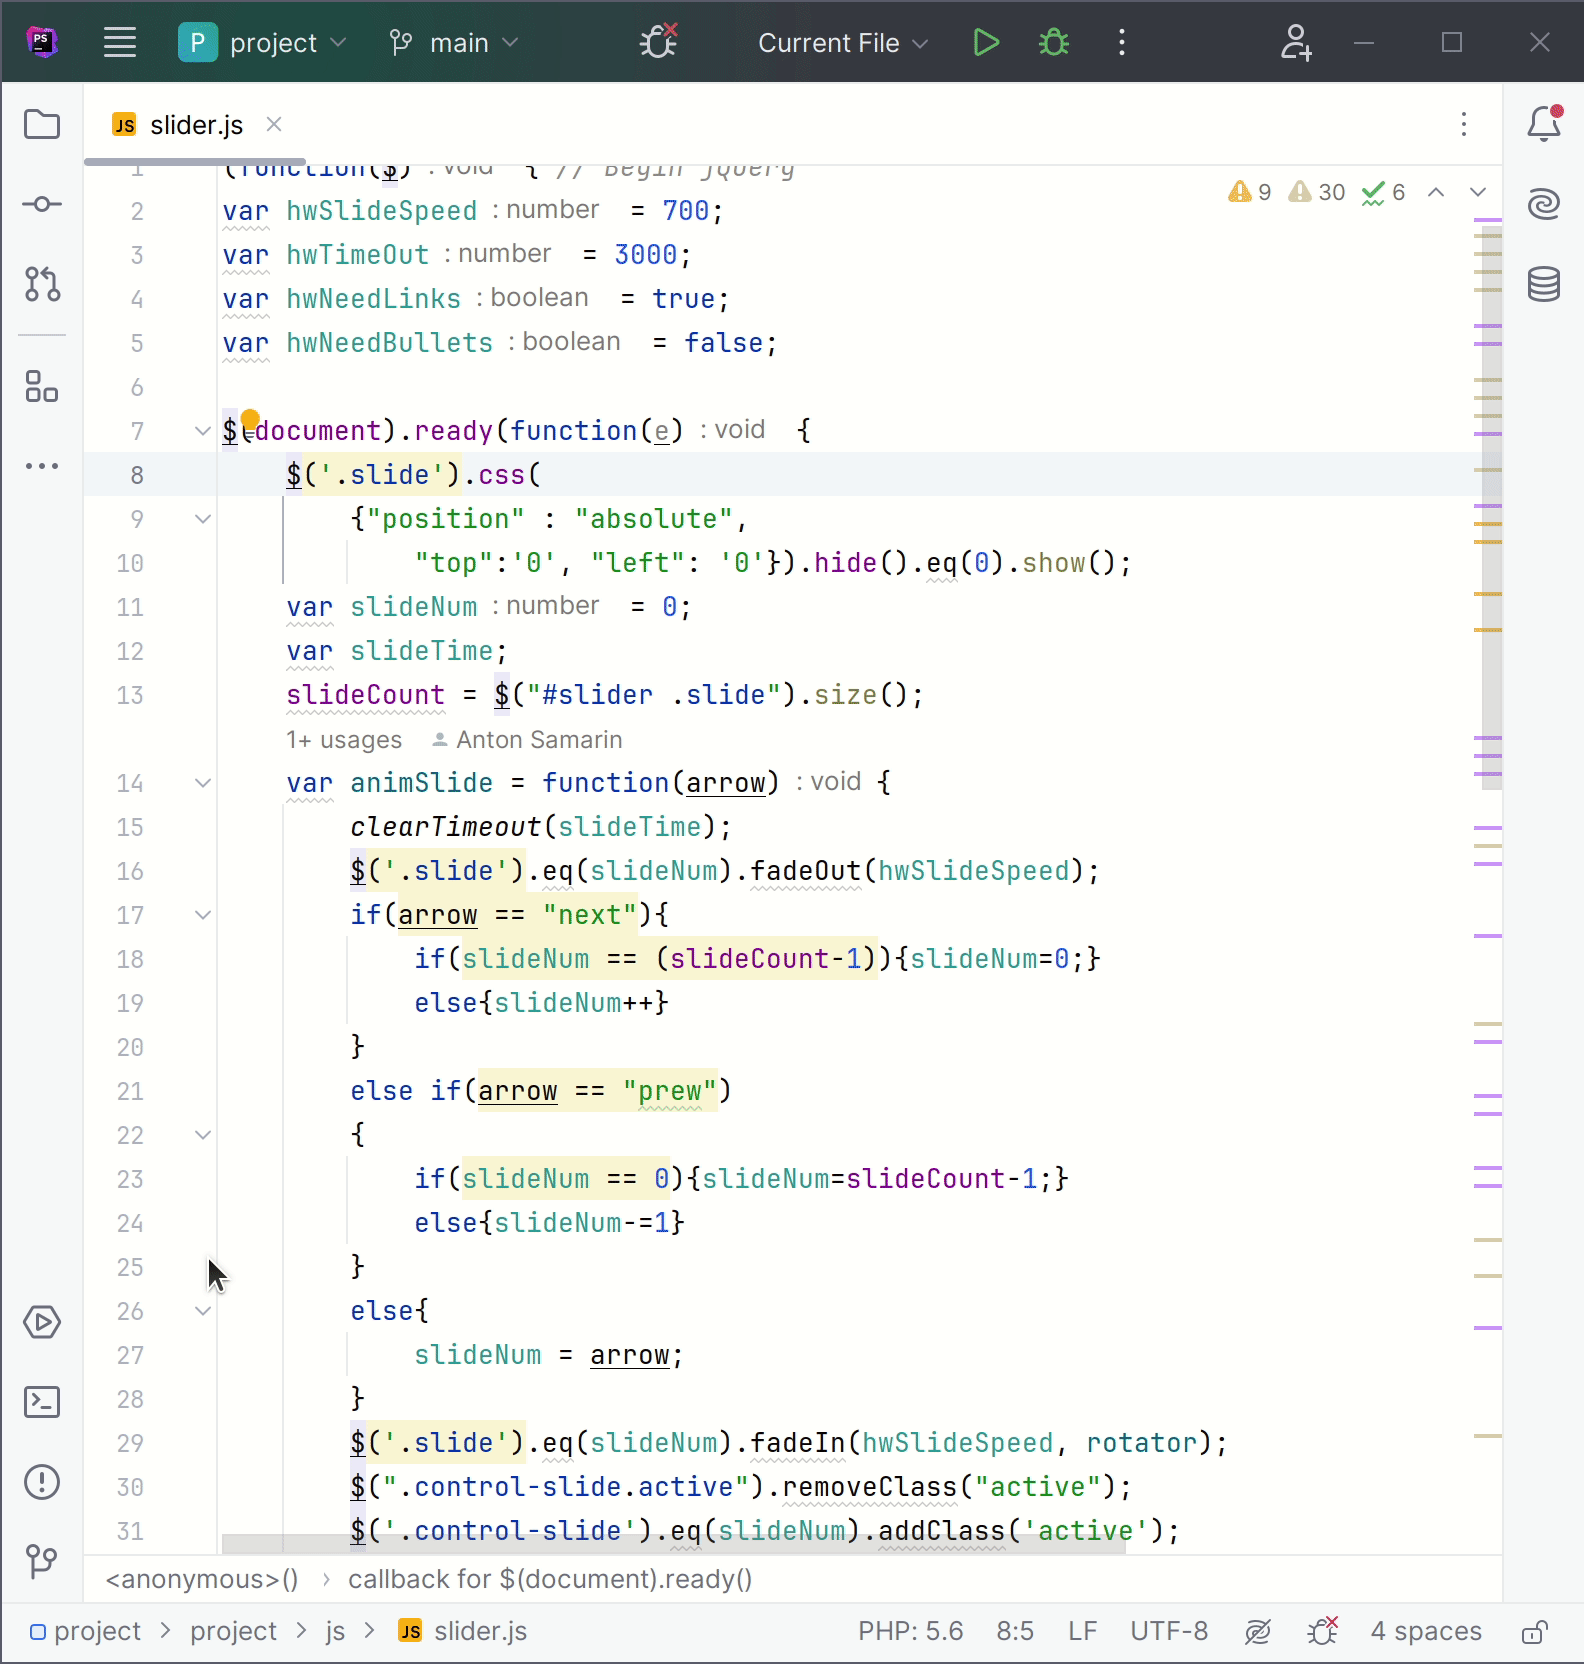 PS
P project main Current File
JS slider.js
9 30 6
1 (function($) : void { // Begin jQuery
2 var hwSlideSpeed : number = 700;
3 var hwTimeOut : number = 3000;
4 var hwNeedLinks : boolean = true;
5 var hwNeedBullets : boolean = false;
6
7 $(document).ready(function(e) : void {
8 $('.slide').css(
9 {"position" : "absolute",
10 "top":'0', "left": '0'}).hide().eq(0).show();
11 var slideNum : number = 0;
12 var slideTime;
13 slideCount = $("#slider .slide").size();
1+ usages Anton Samarin
14 var animSlide = function(arrow) : void {
15 clearTimeout(slideTime);
16 $('.slide').eq(slideNum).fadeOut(hwSlideSpeed);
17 if(arrow == "next"){
18 if(slideNum == (slideCount-1)){slideNum=0;}
19 else{slideNum++}
20 }
21 else if(arrow == "prew")
22 {
23 if(slideNum == 0){slideNum=slideCount-1;}
24 else{slideNum-=1}
25 }
26 else{
27 slideNum = arrow;
28 }
29 $('.slide').eq(slideNum).fadeIn(hwSlideSpeed, rotator);
30 $(".control-slide.active").removeClass("active");
31 $('.control-slide').eq(slideNum).addClass('active');
<anonymous>() › callback for $(document).ready()
project > project > js > JS slider.js PHP: 5.6 8:5 LF UTF-8 4 spaces